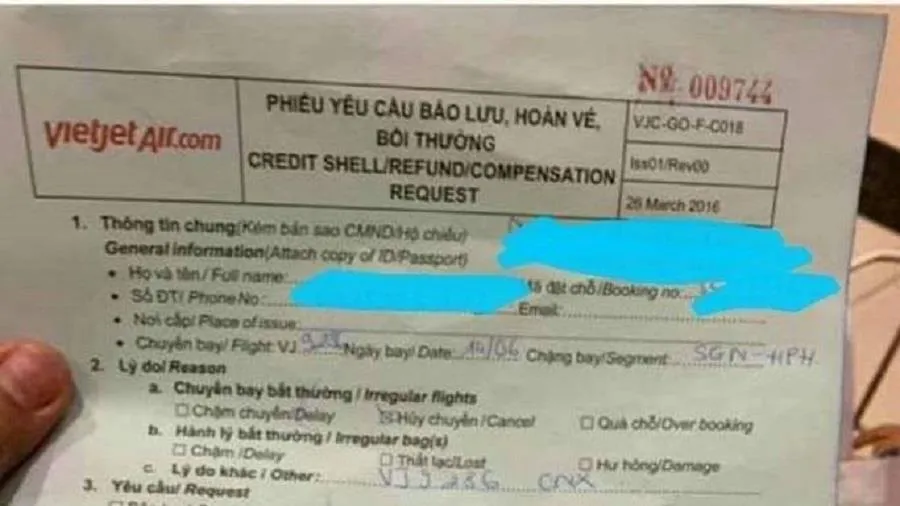 Nº 009744
vietjetAir.com
PHIẾU YÊU CẦU BẢO LƯU, HOÀN VÉ,
BỒI THƯỜNG
CREDIT SHELL/REFUND/COMPENSATION
REQUEST
VJC-GO-F-C018
Iss01/Rev00
26 March 2016
1. Thông tin chung(Kèm bản sao CMND/Hộ chiếu)
General information(Attach copy of ID/Passport)
• Họ và tên/ Full name: đặt chỗ/Booking no:
• Số ĐT/ Phone No: Email:
• Nơi cấp/ Place of issue:
• Chuyến bay/ Flight: VJ Ngày bay/ Date: 14/06 Chặng bay/Segment: SGN-HPH
2. Lý do/ Reason
a. Chuyến bay bất thường / Irregular flights
Chậm chuyến/Delay Hủy chuyến /Cancel Quá chỗ/Over booking
b. Hành lý bất thường / Irregular bag(s)
Chậm /Delay Thất lạc/Lost Hư hỏng/Damage
c. Lý do khác / Other: CNX
3. Yêu cầu/ Request